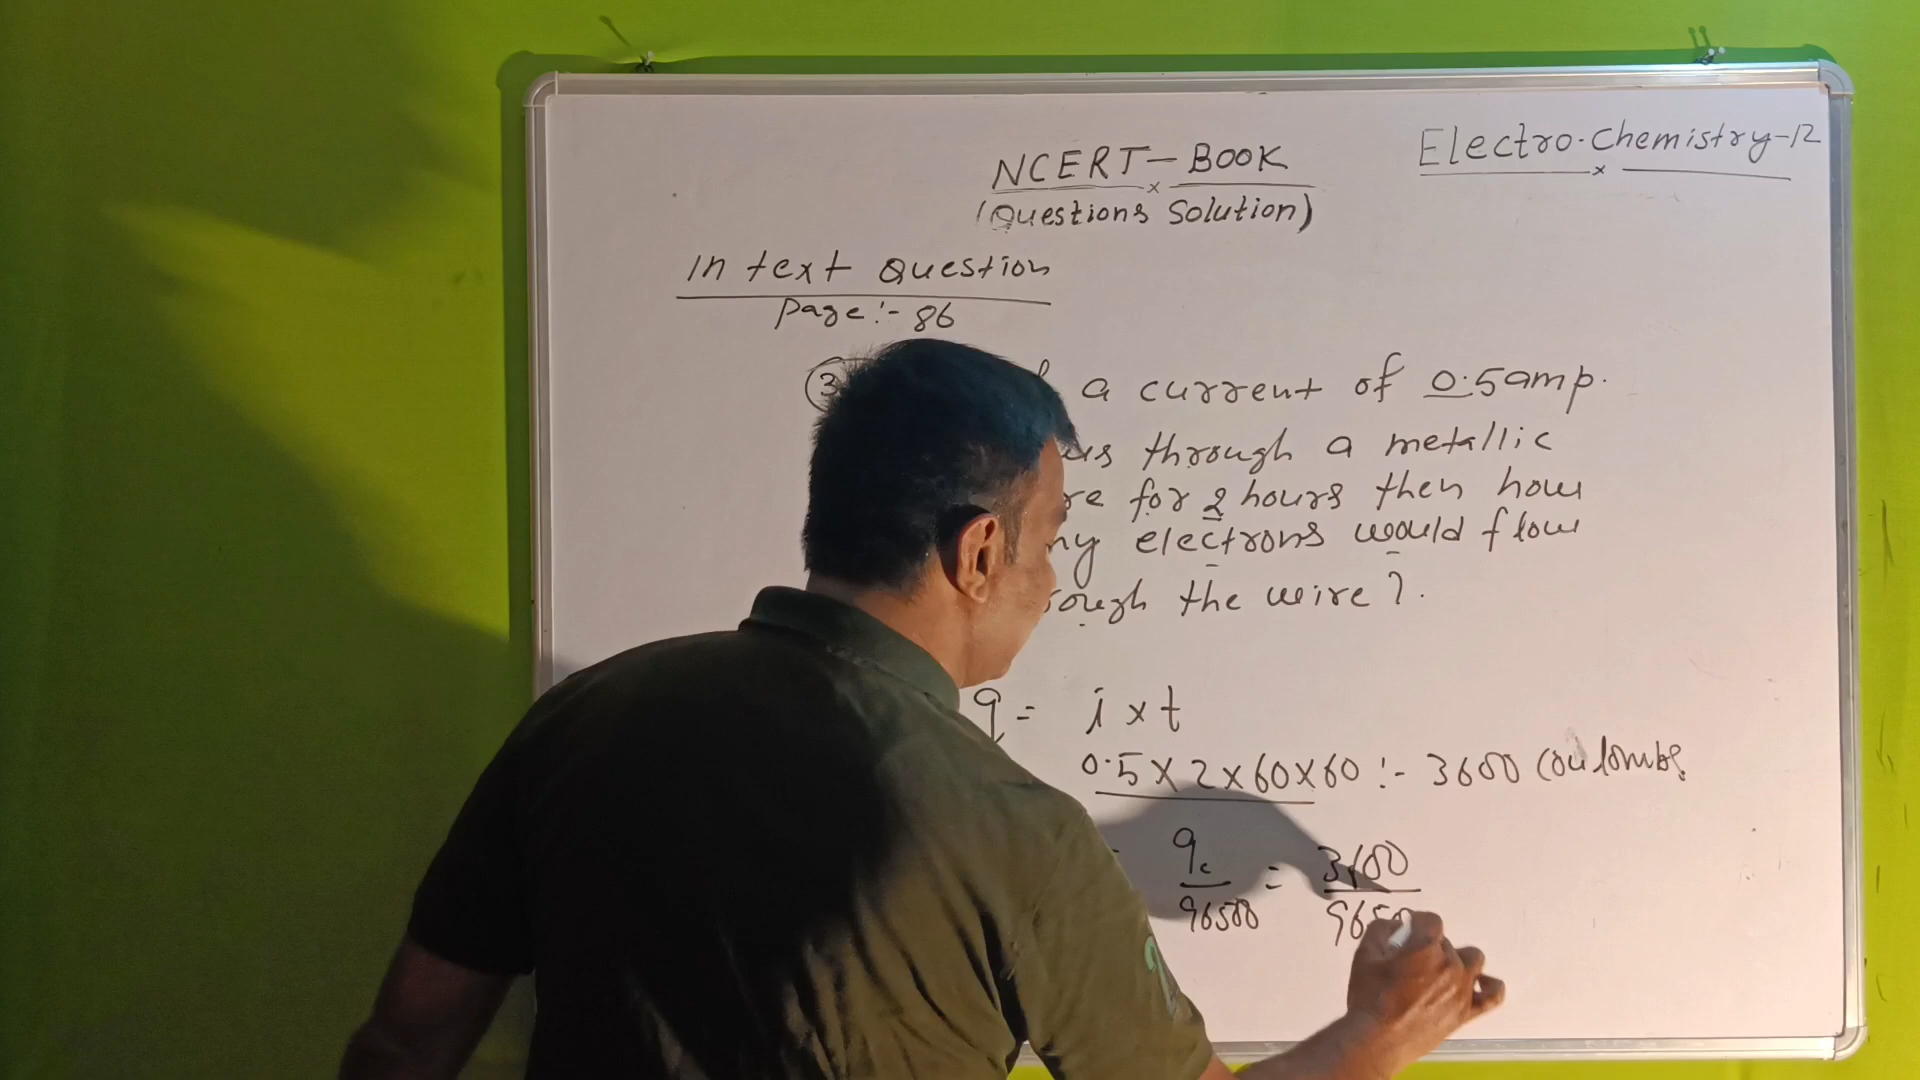 Electro.Chemistry-12
NCERT-BOOK
(Questions Solution)
In text Question
Page:- 86
3
a current of 0.5amp.
through a metallic
for 2 hours then how
electrons would flow
the wire?
q = i x t
0.5 x 2 x 60 x 60 :- 3600 Coulombs
q = 3600
96500